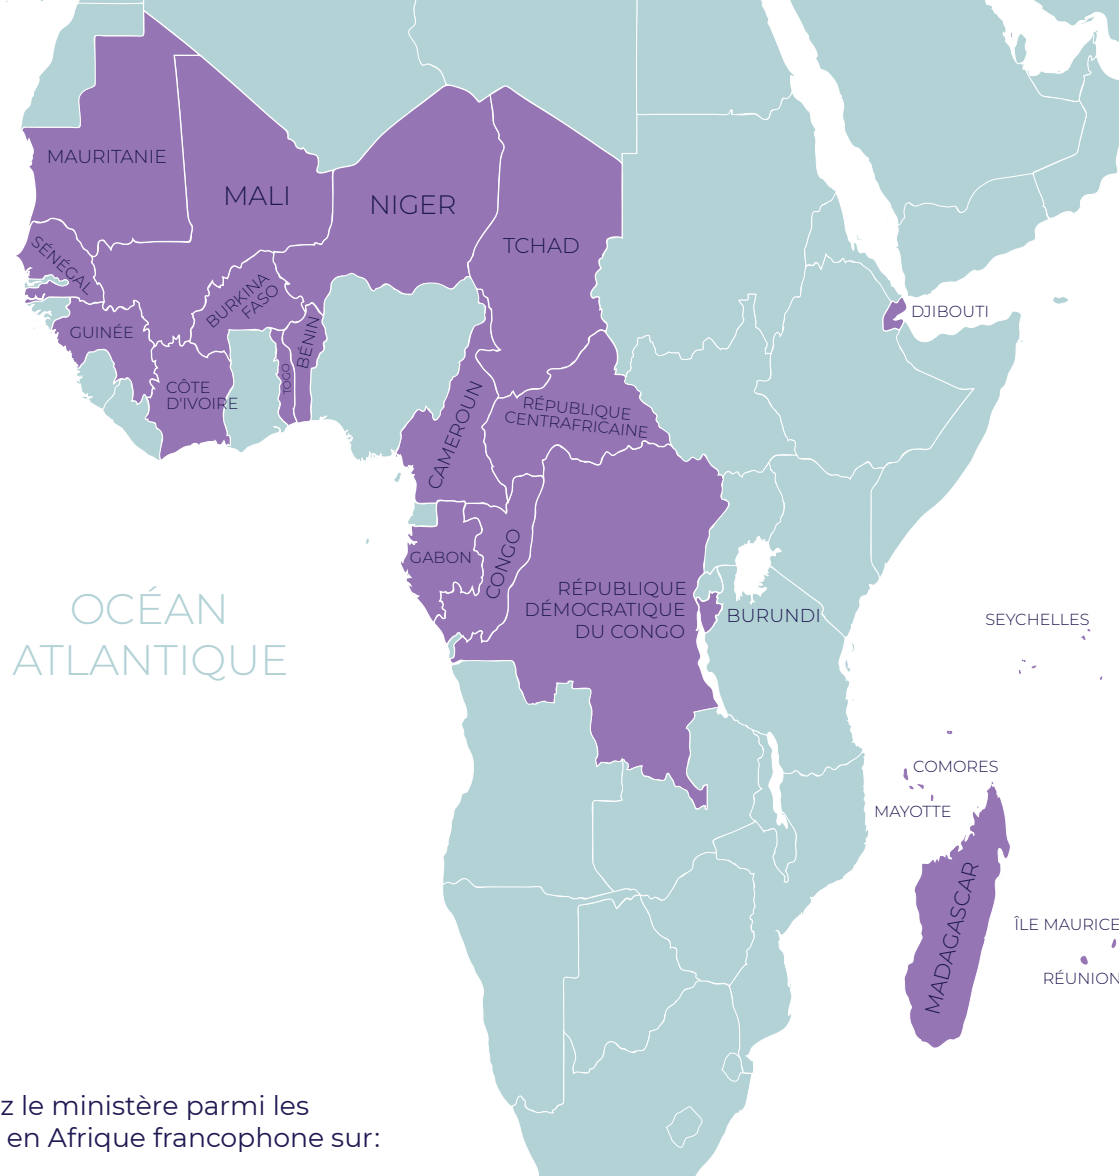 MAURITANIE
MALI
NIGER
TCHAD
SÉNÉGAL
BURKINA
FASO
GUINÉE
BÉNIN
TOGO
CÔTE
D'IVOIRE
DJIBOUTI
CAMEROUN
RÉPUBLIQUE
CENTRAFRICAINE
GABON
CONGO
RÉPUBLIQUE
DÉMOCRATIQUE
DU CONGO
BURUNDI
OCÉAN
ATLANTIQUE
SEYCHELLES
COMORES
MAYOTTE
MADAGASCAR
ÎLE MAURICE
RÉUNION
z le ministère parmi les
en Afrique francophone sur: